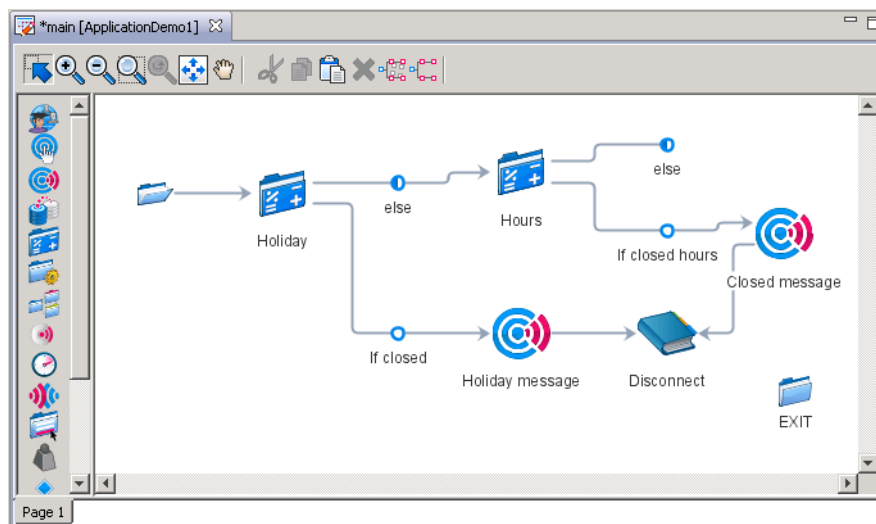 *main [ApplicationDemo1]
else
else
Hours
Holiday
If closed hours
Closed message
If closed
Holiday message
Disconnect
EXIT
Page 1